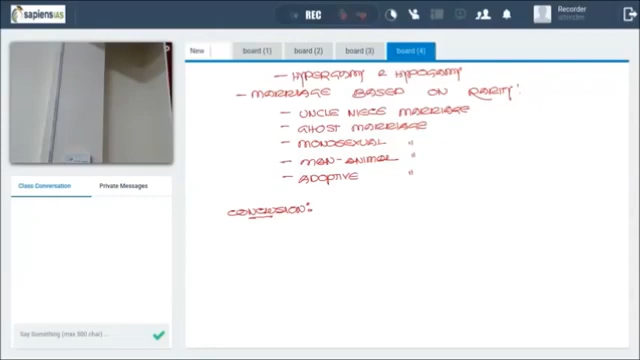 sapiensIAS
REC
Recorder
attendee
New
board (1)
board (2)
board (3)
board (4)
- HYPERGAMY & HYPOGAMY
- MARRIAGE BASED ON RARITY:
- UNCLE NIECE MARRIAGE
- GHOST MARRIAGE
- MONOSEXUAL "
- MAN-ANIMAL "
- ADOPTIVE "
CONCLUSION:
Class Conversation
Private Messages
Say Something (max 500 char)...